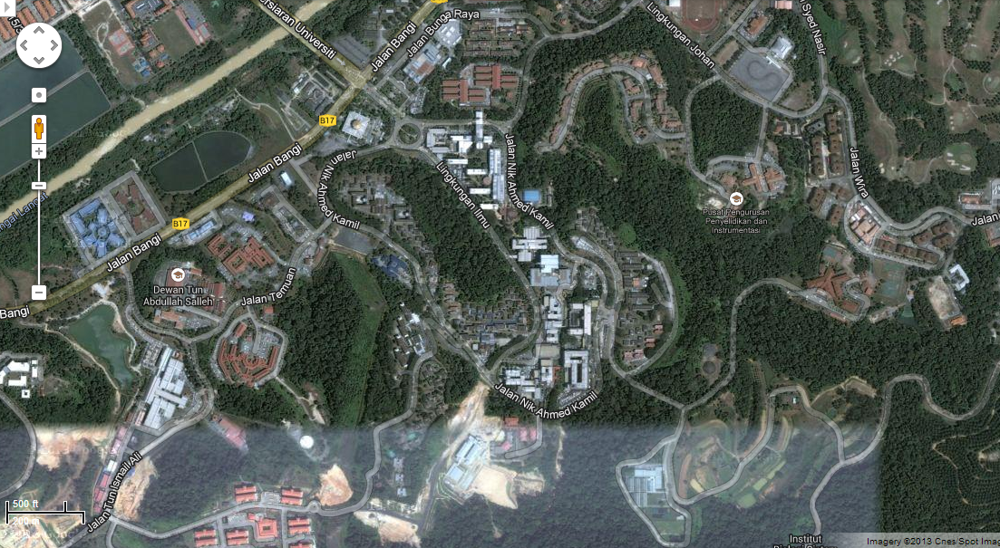 ersiaran Universiti
Jalan Bangi
Jalan Bunga Raya
Lingkungan Johan
Syed Nasir
B17
Jalan Bangi
Jalan Nik Ahmed Kamil
Lingkungan Ilmu
Jalan Nik Ahmed Kamil
Jalan Wira
Pusat Pengurusan
Penyelidikan dan
Instrumentasi
Jalan
B17
Jalan Bangi
Dewan Tun
Abdullah Salleh
Jalan Temuan
Bangi
Jalan Nik Ahmed Kamil
Jalan Tun Ismail Ali
500 ft
200 m
Institut
Imagery ©2013 Cnes/Spot Imag